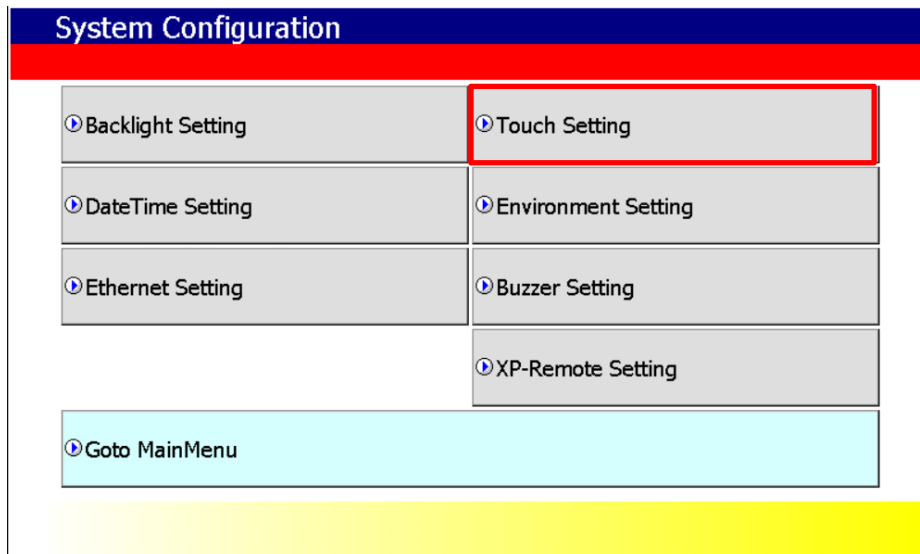 System Configuration
Backlight Setting
Touch Setting
DateTime Setting
Environment Setting
Ethernet Setting
Buzzer Setting
XP-Remote Setting
Goto MainMenu